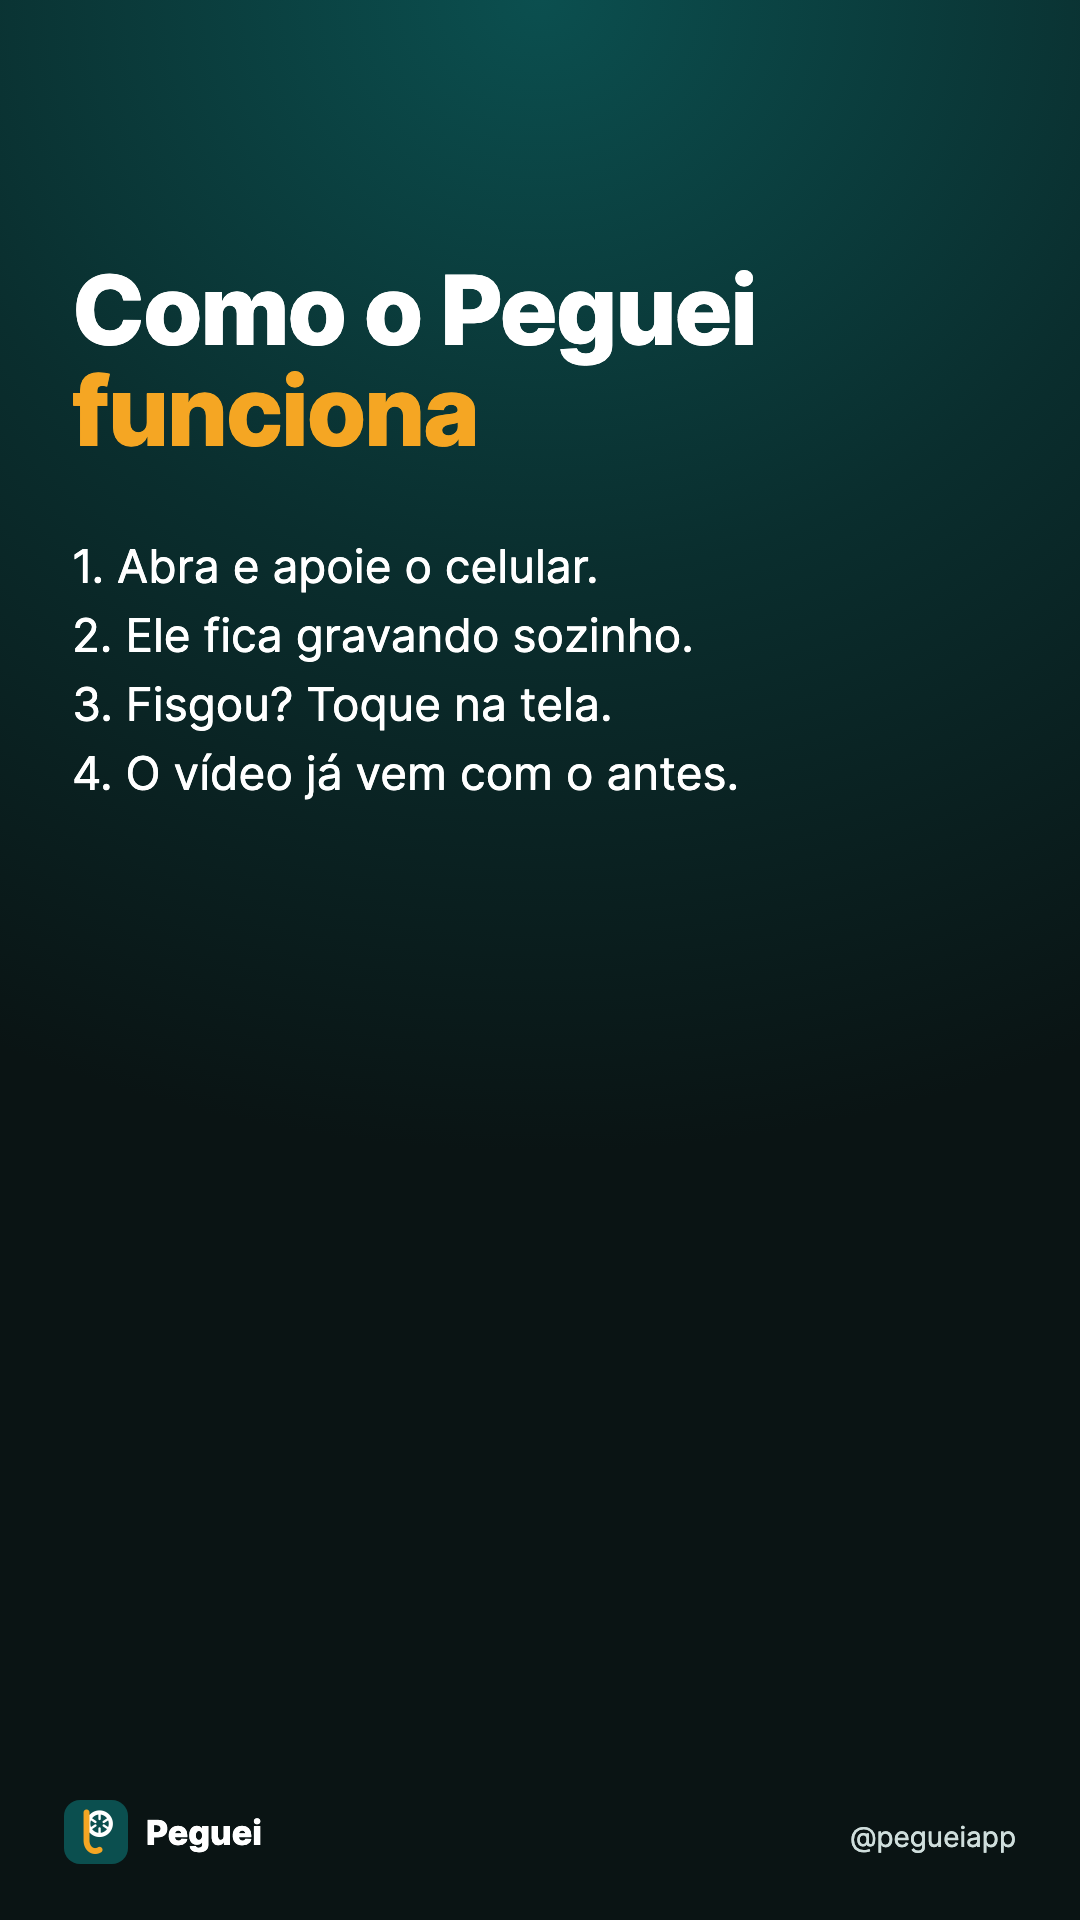 Como o Peguei
funciona
1. Abra e apoie o celular.
2. Ele fica gravando sozinho.
3. Fisgou? Toque na tela.
4. O vídeo já vem com o antes.
Peguei
@pegueiapp